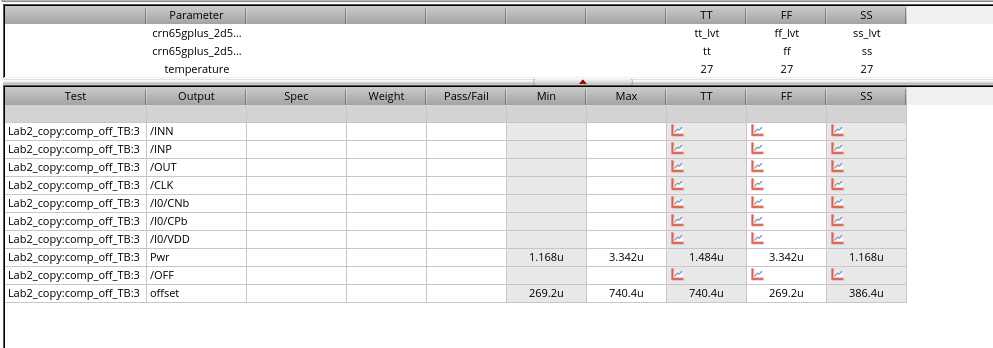 Parameter TT FF SS
crn65gplus_2d5... tt_lvt ff_lvt ss_lvt
crn65gplus_2d5... tt ff ss
temperature 27 27 27
Test Output Spec Weight Pass/Fail Min Max TT FF SS
Lab2_copy:comp_off_TB:3 /INN
Lab2_copy:comp_off_TB:3 /INP
Lab2_copy:comp_off_TB:3 /OUT
Lab2_copy:comp_off_TB:3 /CLK
Lab2_copy:comp_off_TB:3 /I0/CNb
Lab2_copy:comp_off_TB:3 /I0/CPb
Lab2_copy:comp_off_TB:3 /I0/VDD
Lab2_copy:comp_off_TB:3 Pwr 1.168u 3.342u 1.484u 3.342u 1.168u
Lab2_copy:comp_off_TB:3 /OFF
Lab2_copy:comp_off_TB:3 offset 269.2u 740.4u 740.4u 269.2u 386.4u